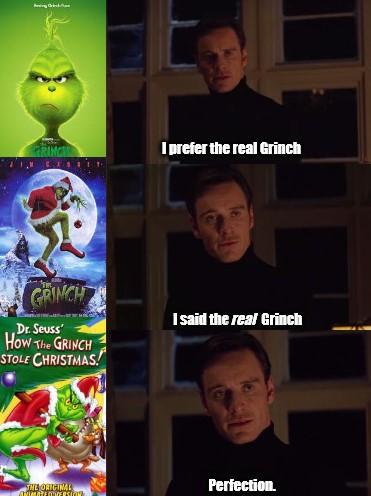 THE GRINCH
I prefer the real Grinch
JIM CARREY
THE
GRINCH
I said the real Grinch
Dr. Seuss'
HOW THE GRINCH
STOLE CHRISTMAS!
THE ORIGINAL
ANIMATED VERSION
Perfection.